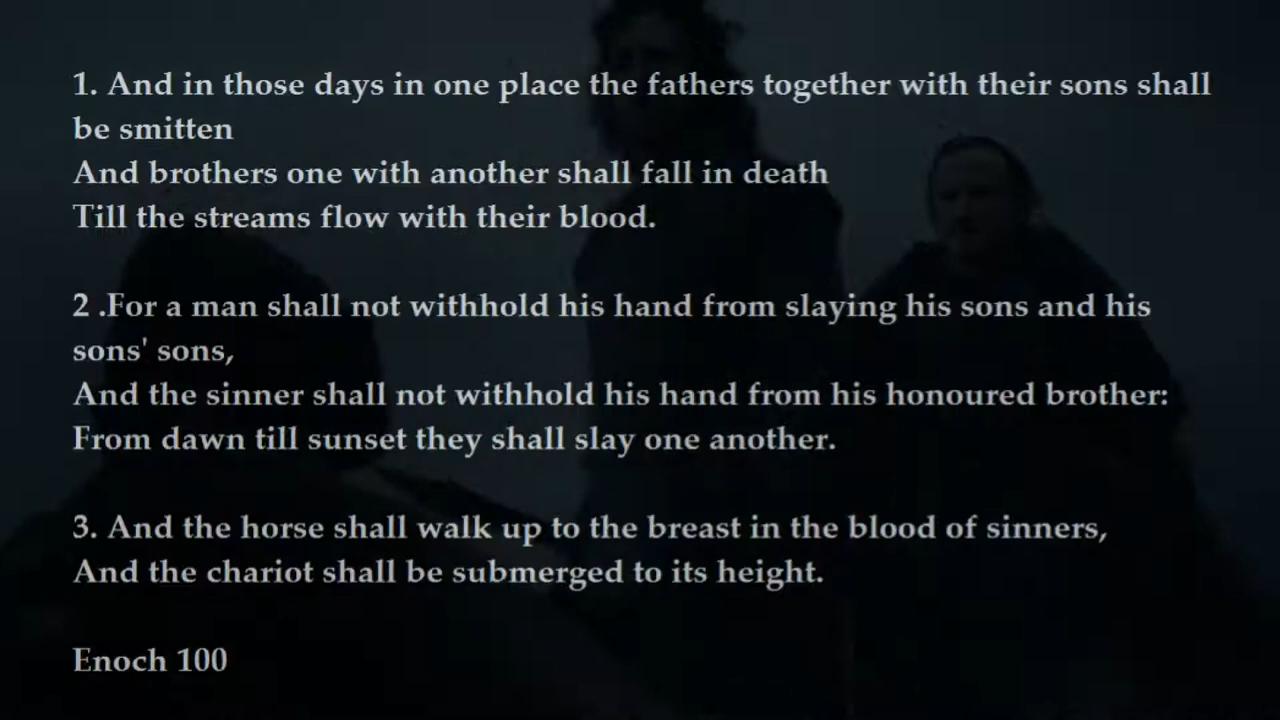 1. And in those days in one place the fathers together with their sons shall
be smitten
And brothers one with another shall fall in death
Till the streams flow with their blood.
2 .For a man shall not withhold his hand from slaying his sons and his
sons' sons,
And the sinner shall not withhold his hand from his honoured brother:
From dawn till sunset they shall slay one another.
3. And the horse shall walk up to the breast in the blood of sinners,
And the chariot shall be submerged to its height.
Enoch 100